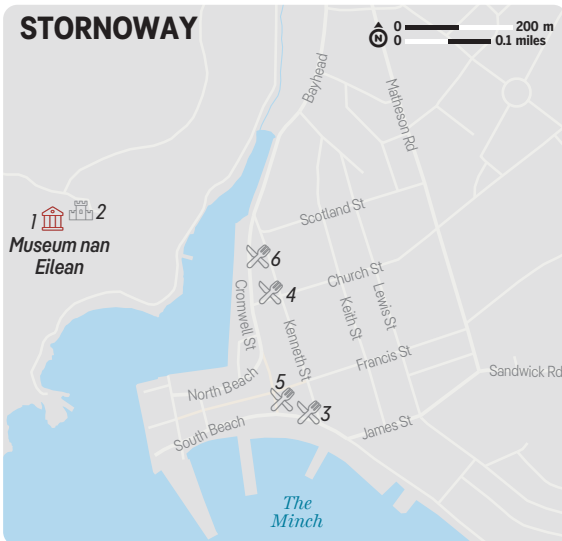 STORNOWAY
N
0 200 m
0 0.1 miles
Bayhead
Matheson Rd
Scotland St
1
2
Museum nan
Eilean
6
Church St
4
Cromwell St
Kenneth St
Keith St
Lewis St
Francis St
Sandwick Rd
North Beach
5
3
South Beach
James St
The
Minch